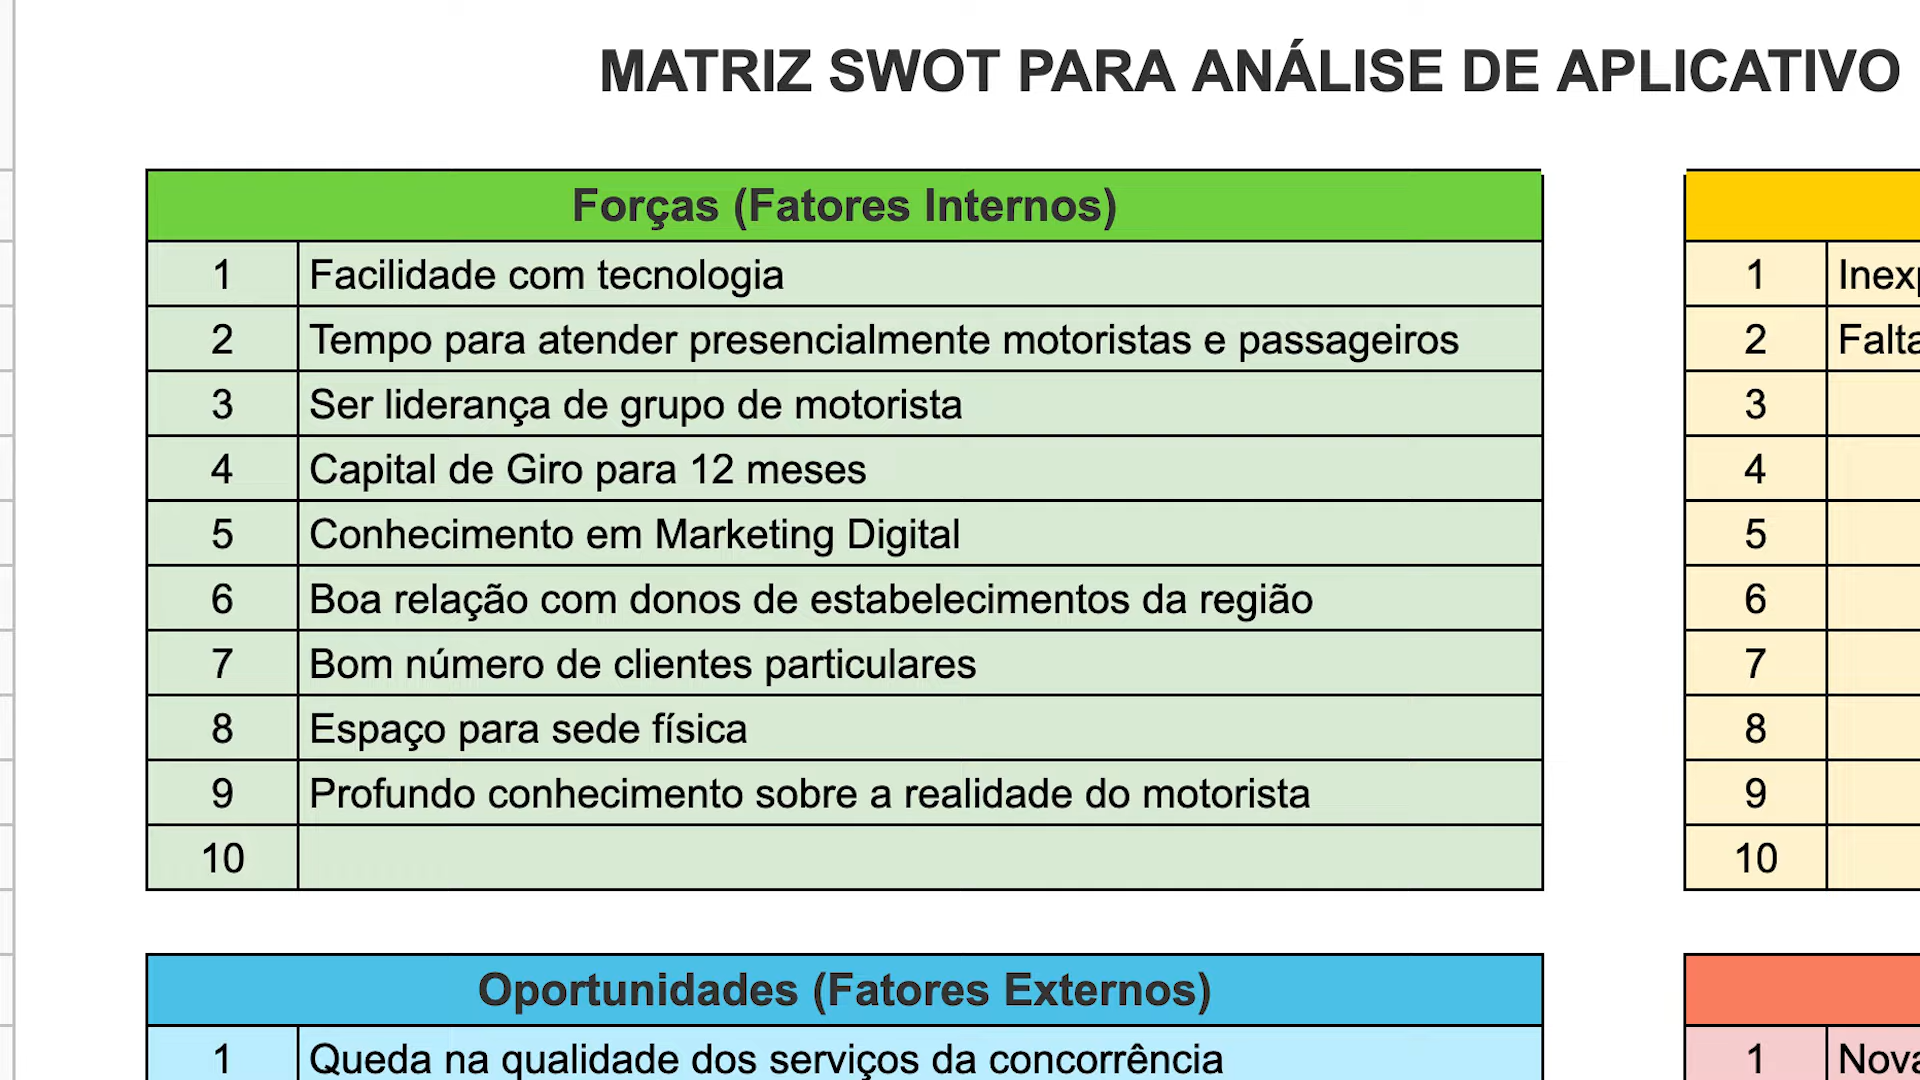 MATRIZ SWOT PARA ANÁLISE DE APLICATIVO
Forças (Fatores Internos)
1 Facilidade com tecnologia
2 Tempo para atender presencialmente motoristas e passageiros
3 Ser liderança de grupo de motorista
4 Capital de Giro para 12 meses
5 Conhecimento em Marketing Digital
6 Boa relação com donos de estabelecimentos da região
7 Bom número de clientes particulares
8 Espaço para sede física
9 Profundo conhecimento sobre a realidade do motorista
10
1
2
3
4
5
6
7
8
9
10
Oportunidades (Fatores Externos)
1 Queda na qualidade dos serviços da concorrência
1